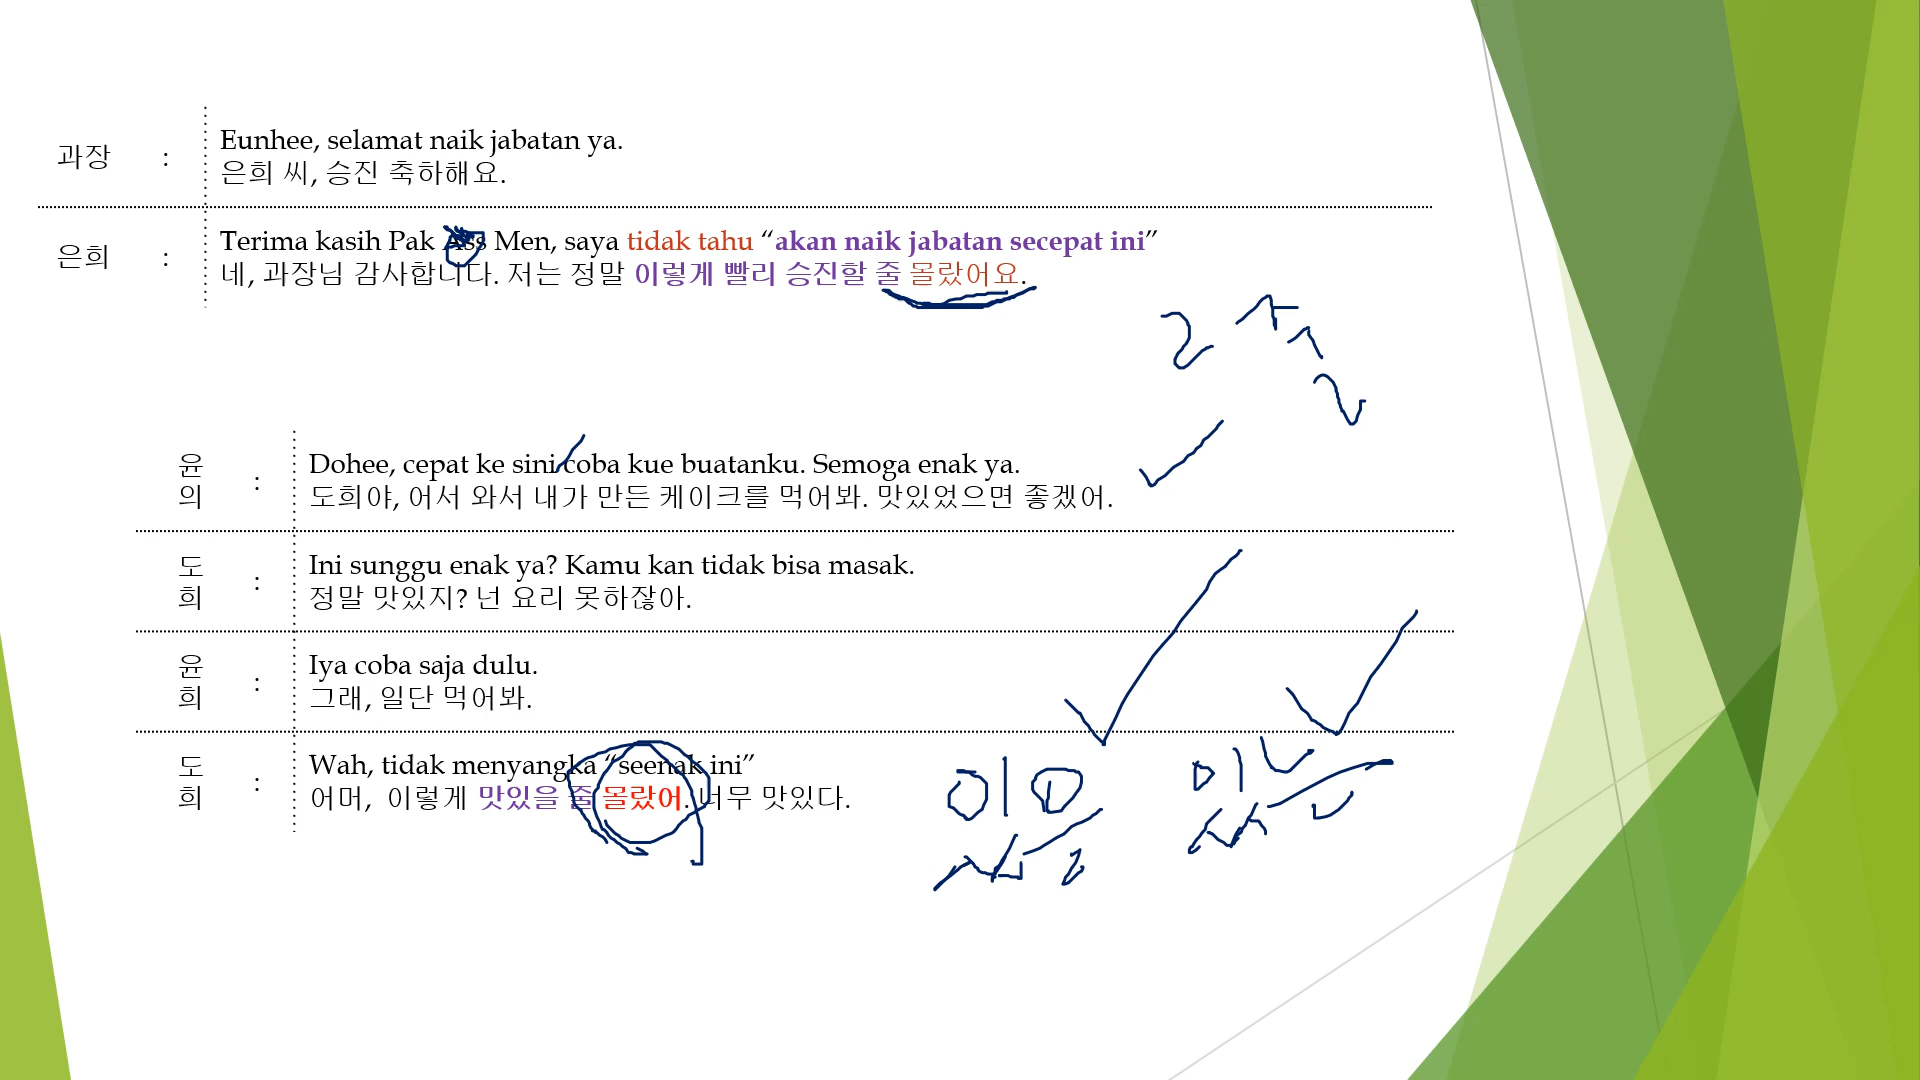 과장 :
Eunhee, selamat naik jabatan ya.
은희 씨, 승진 축하해요.
은희 :
Terima kasih Pak Ass Men, saya tidak tahu “akan naik jabatan secepat ini”
네, 과장님 감사합니다. 저는 정말 이렇게 빨리 승진할 줄 몰랐어요.
윤의 :
Dohee, cepat ke sini coba kue buatanku. Semoga enak ya.
도희야, 어서 와서 내가 만든 케이크를 먹어봐. 맛있었으면 좋겠어.
도희 :
Ini sunggu enak ya? Kamu kan tidak bisa masak.
정말 맛있지? 넌 요리 못하잖아.
윤희 :
Iya coba saja dulu.
그래, 일단 먹어봐.
도희 :
Wah, tidak menyangka “seenak ini”
어머, 이렇게 맛있을 줄 몰랐어. 너무 맛있다.